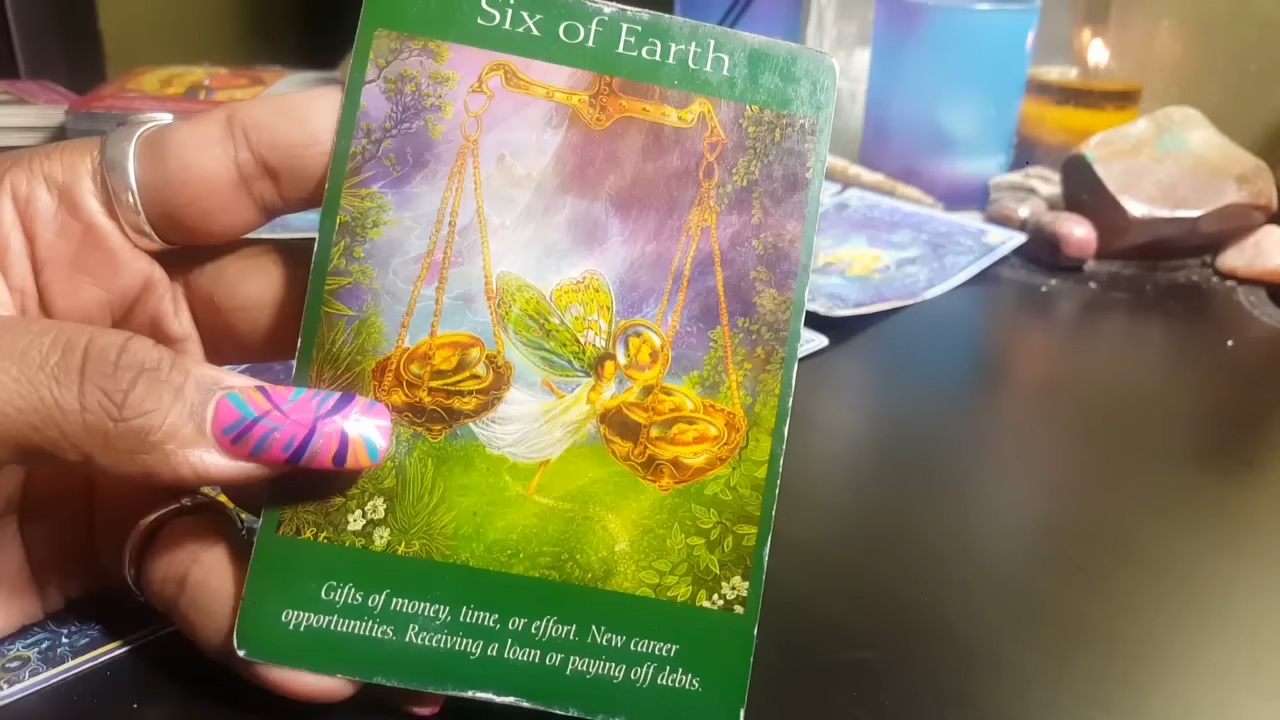 Six of Earth
Gifts of money, time, or effort. New career
opportunities. Receiving a loan or paying off debts.